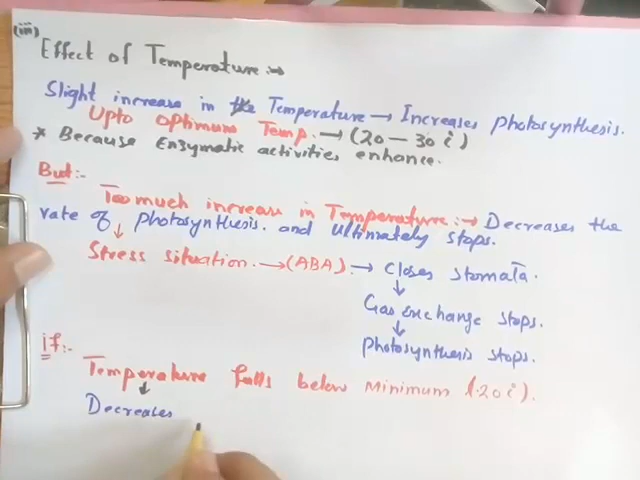 (iii)
Effect of Temperature:→
Slight increase in the Temperature → Increases photosynthesis.
Upto optimum Temp. → (20 — 30 i)
* Because Enzymatic activities enhance.
But:-
Too much increase in Temperature:→ Decreases the
rate of photosynthesis. and ultimately stops.
↓
Stress situation. → (ABA) → Closes stomata.
↓
Gas exchange stops.
↓
Photosynthesis stops.
if:-
Temperature falls below minimum (20 i).
↓
Decreases